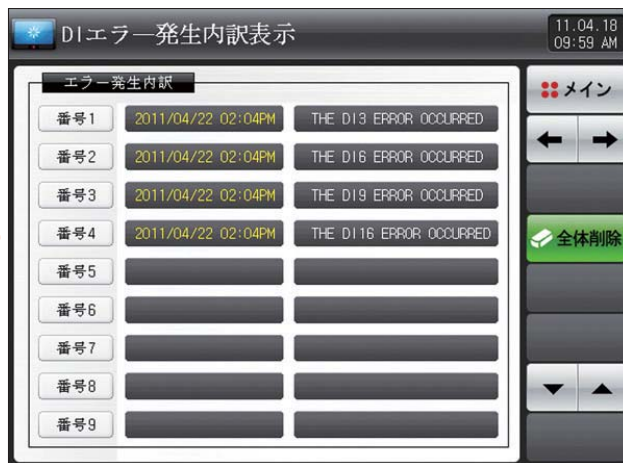 DIエラー発生内訳表示
11.04.18
09:59 AM
エラー発生内訳
番号1 2011/04/22 02:04PM THE DI3 ERROR OCCURRED
番号2 2011/04/22 02:04PM THE DI6 ERROR OCCURRED
番号3 2011/04/22 02:04PM THE DI9 ERROR OCCURRED
番号4 2011/04/22 02:04PM THE DI16 ERROR OCCURRED
番号5
番号6
番号7
番号8
番号9
メイン
全体削除